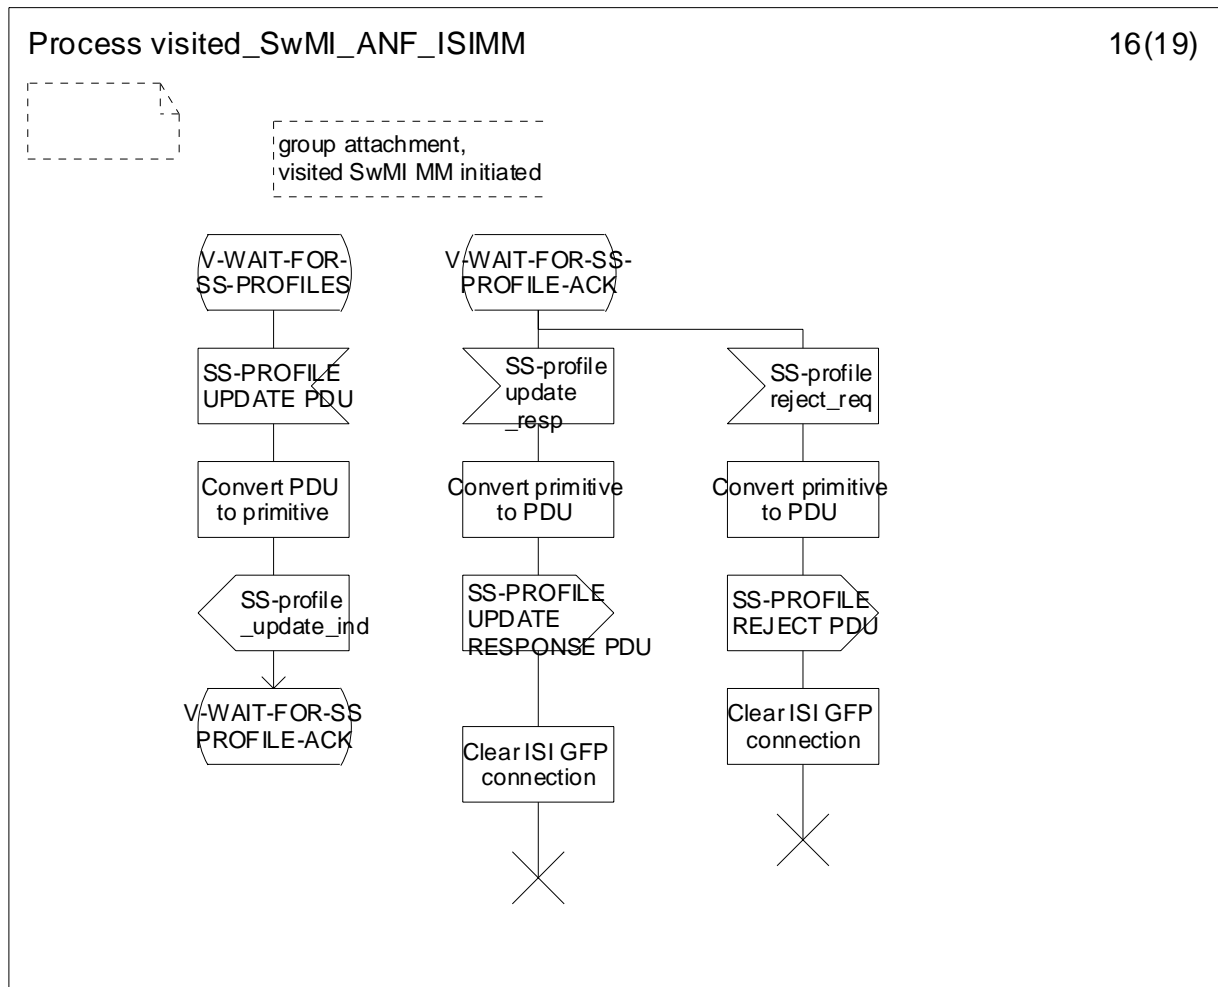 Process visited_SwMI_ANF_ISIMM
16(19)
group attachment,
visited SwMI MM initiated
V-WAIT-FOR-
SS-PROFILES
SS-PROFILE
UPDATE PDU
Convert PDU
to primitive
SS-profile
_update_ind
V-WAIT-FOR-SS
PROFILE-ACK
V-WAIT-FOR-SS-
PROFILE-ACK
SS-profile
update
_resp
Convert primitive
to PDU
SS-PROFILE
UPDATE
RESPONSE PDU
Clear ISI GFP
connection
SS-profile
reject_req
Convert primitive
to PDU
SS-PROFILE
REJECT PDU
Clear ISI GFP
connection